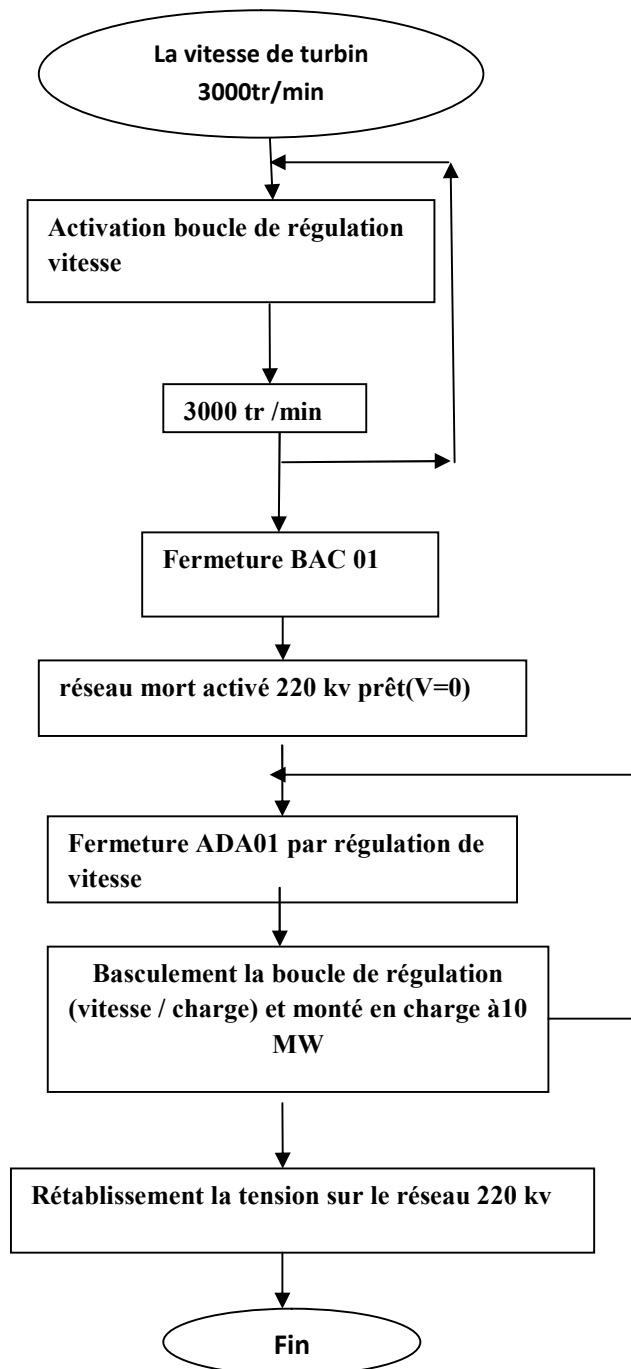 La vitesse de turbin
3000tr/min
Activation boucle de régulation
vitesse
3000 tr /min
Fermeture BAC 01
réseau mort activé 220 kv prêt(V=0)
Fermeture ADA01 par régulation de
vitesse
Basculement la boucle de régulation
(vitesse / charge) et monté en charge à10
MW
Rétablissement la tension sur le réseau 220 kv
Fin